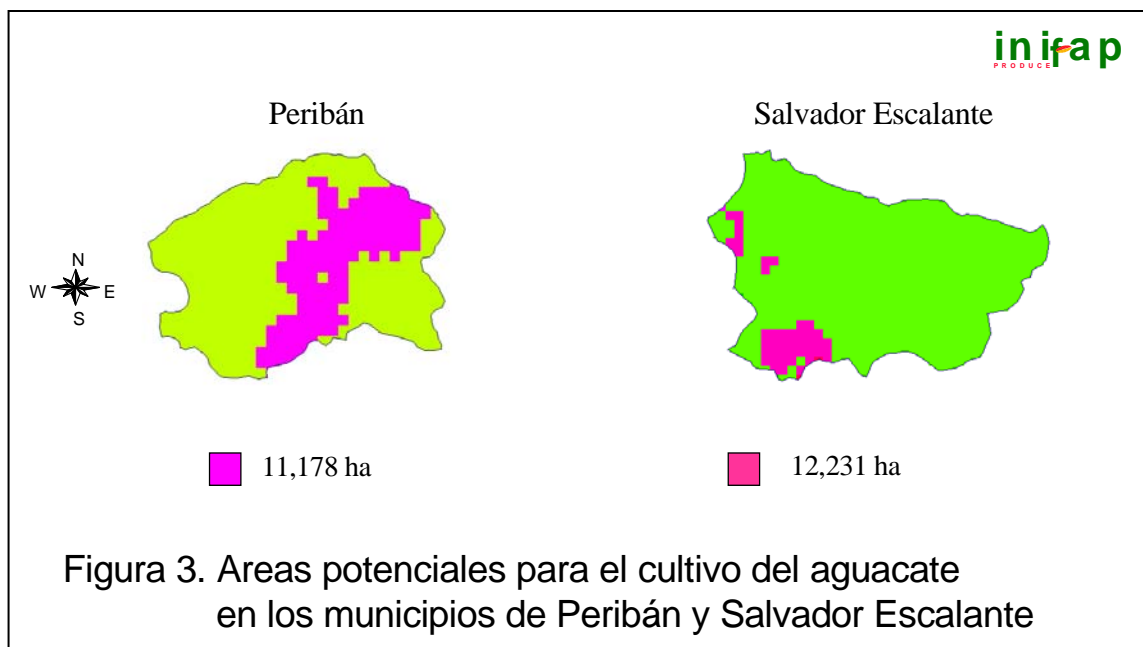 inifap
PRODUCE
Peribán
Salvador Escalante
N
W E
S
11,178 ha
12,231 ha
Figura 3. Areas potenciales para el cultivo del aguacate
en los municipios de Peribán y Salvador Escalante